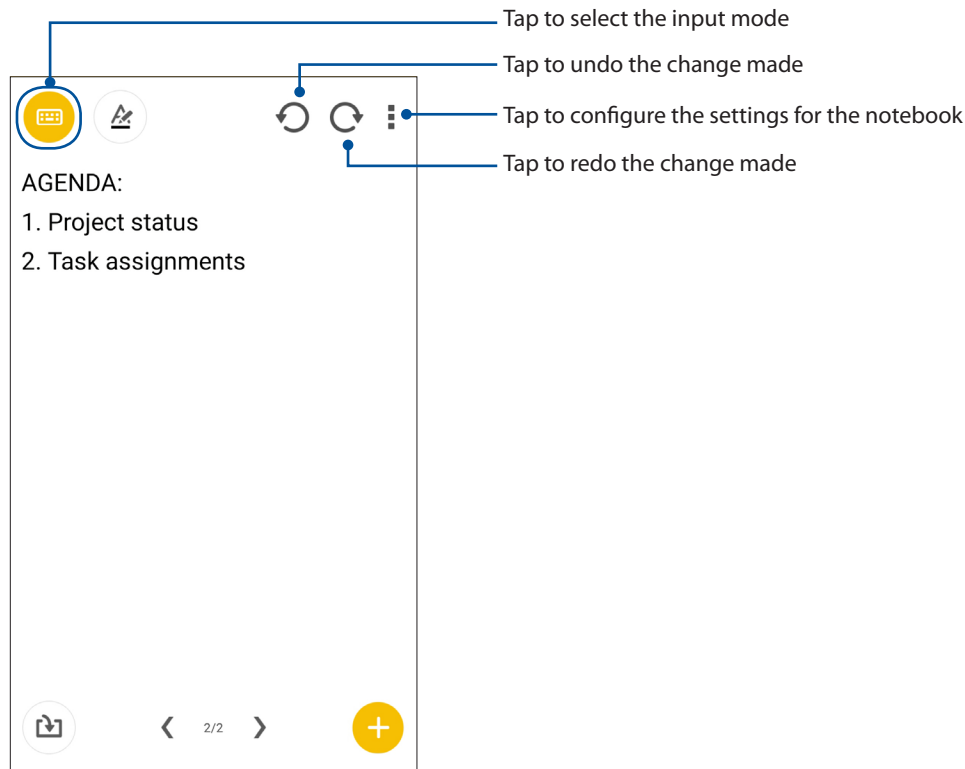 Tap to select the input mode
Tap to undo the change made
Tap to configure the settings for the notebook
Tap to redo the change made
AGENDA:
1. Project status
2. Task assignments
2/2